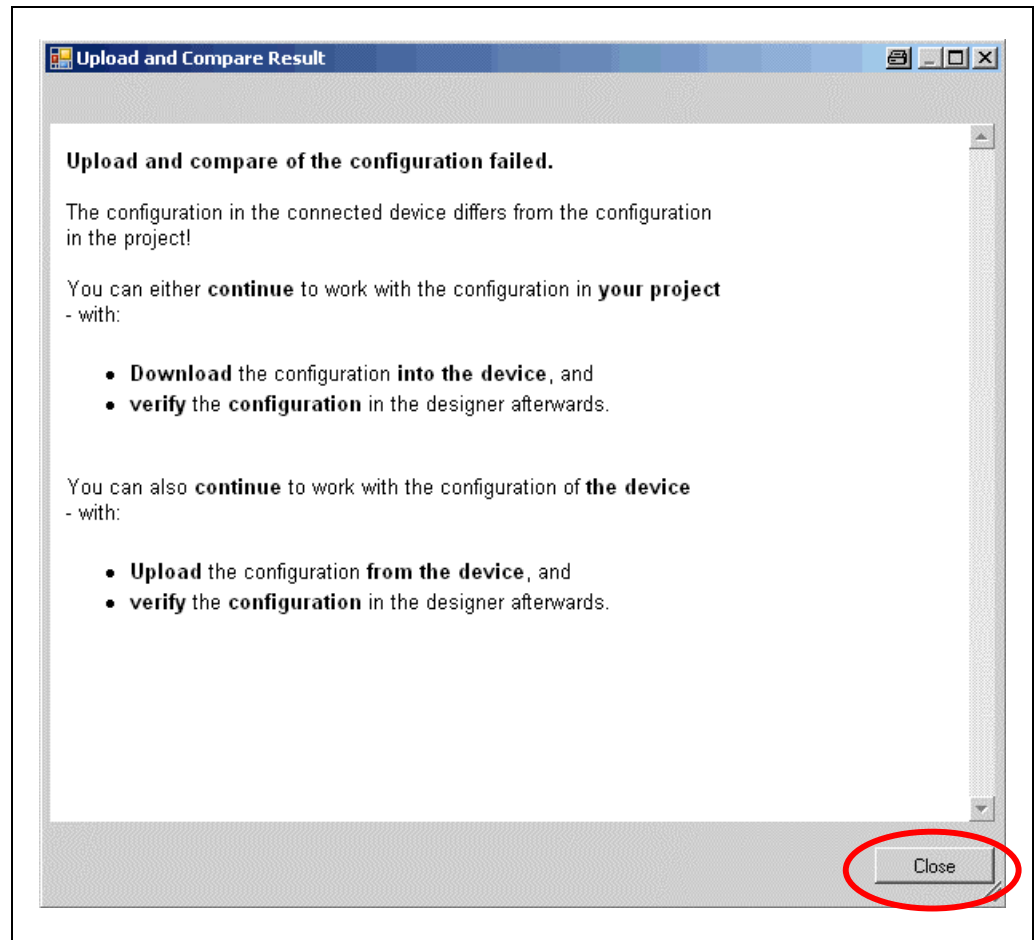 Upload and Compare Result
Upload and compare of the configuration failed.
The configuration in the connected device differs from the configuration
in the project!
You can either continue to work with the configuration in your project
- with:
• Download the configuration into the device, and
• verify the configuration in the designer afterwards.
You can also continue to work with the configuration of the device
- with:
• Upload the configuration from the device, and
• verify the configuration in the designer afterwards.
Close